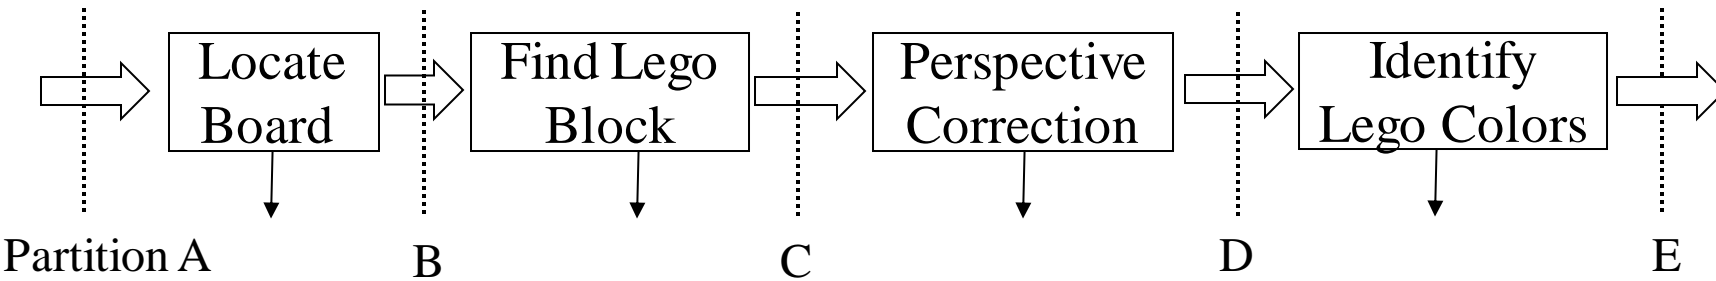 Locate
Board
Find Lego
Block
Perspective
Correction
Identify
Lego Colors
Partition A
B
C
D
E